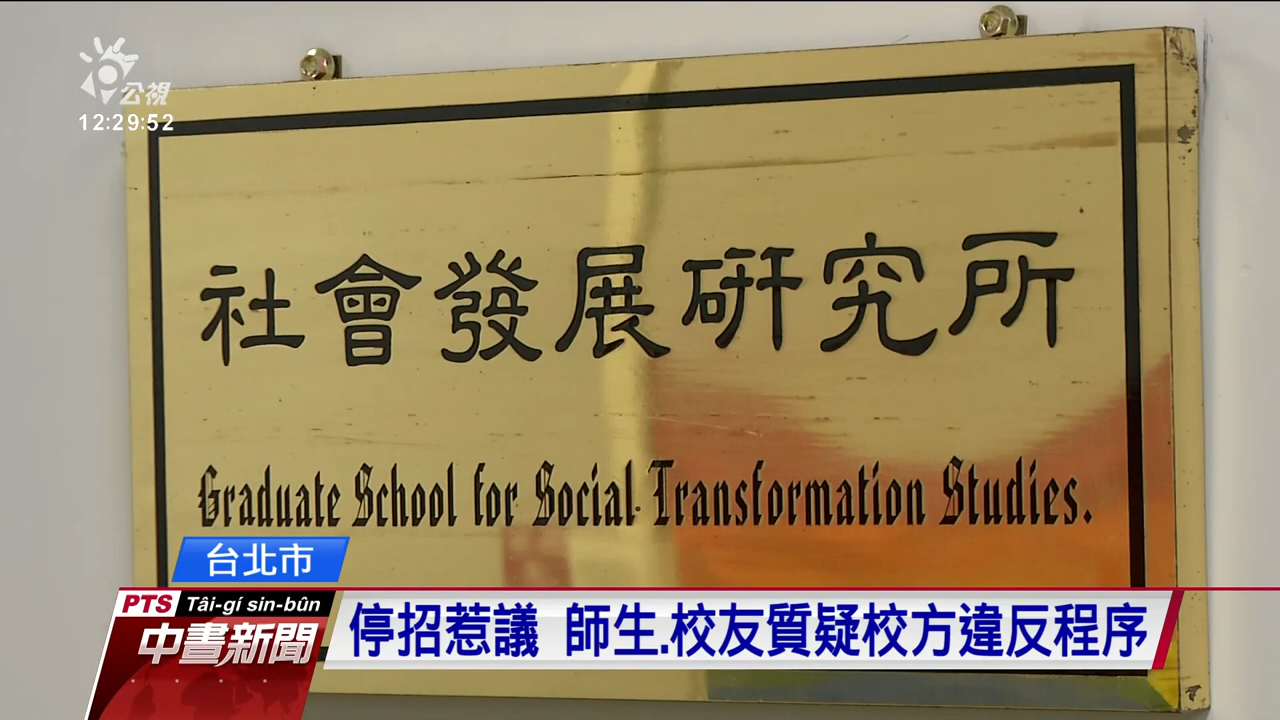 公視
12:29:52
社會發展研究所
Graduate School for Social Transformation Studies.
台北市
PTS Tâi-gí sin-bûn
中晝新聞
停招惹議 師生.校友質疑校方違反程序